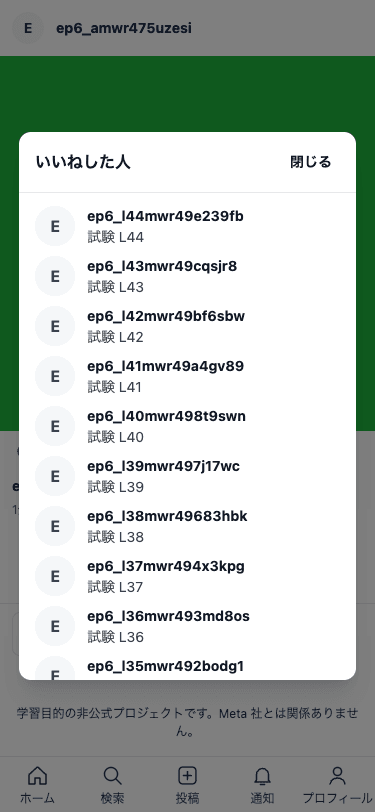 E ep6_amwr475uzesi
いいねした人 閉じる
E ep6_l44mwr49e239fb
試験 L44
E ep6_l43mwr49cqsjr8
試験 L43
E ep6_l42mwr49bf6sbw
試験 L42
E ep6_l41mwr49a4gv89
試験 L41
E ep6_l40mwr498t9swn
試験 L40
E ep6_l39mwr497j17wc
試験 L39
E ep6_l38mwr49683hbk
試験 L38
E ep6_l37mwr494x3kpg
試験 L37
E ep6_l36mwr493md8os
試験 L36
E ep6_l35mwr492bodg1
学習目的の非公式プロジェクトです。Meta 社とは関係ありませ
ん。
ホーム 検索 投稿 通知 プロフィール